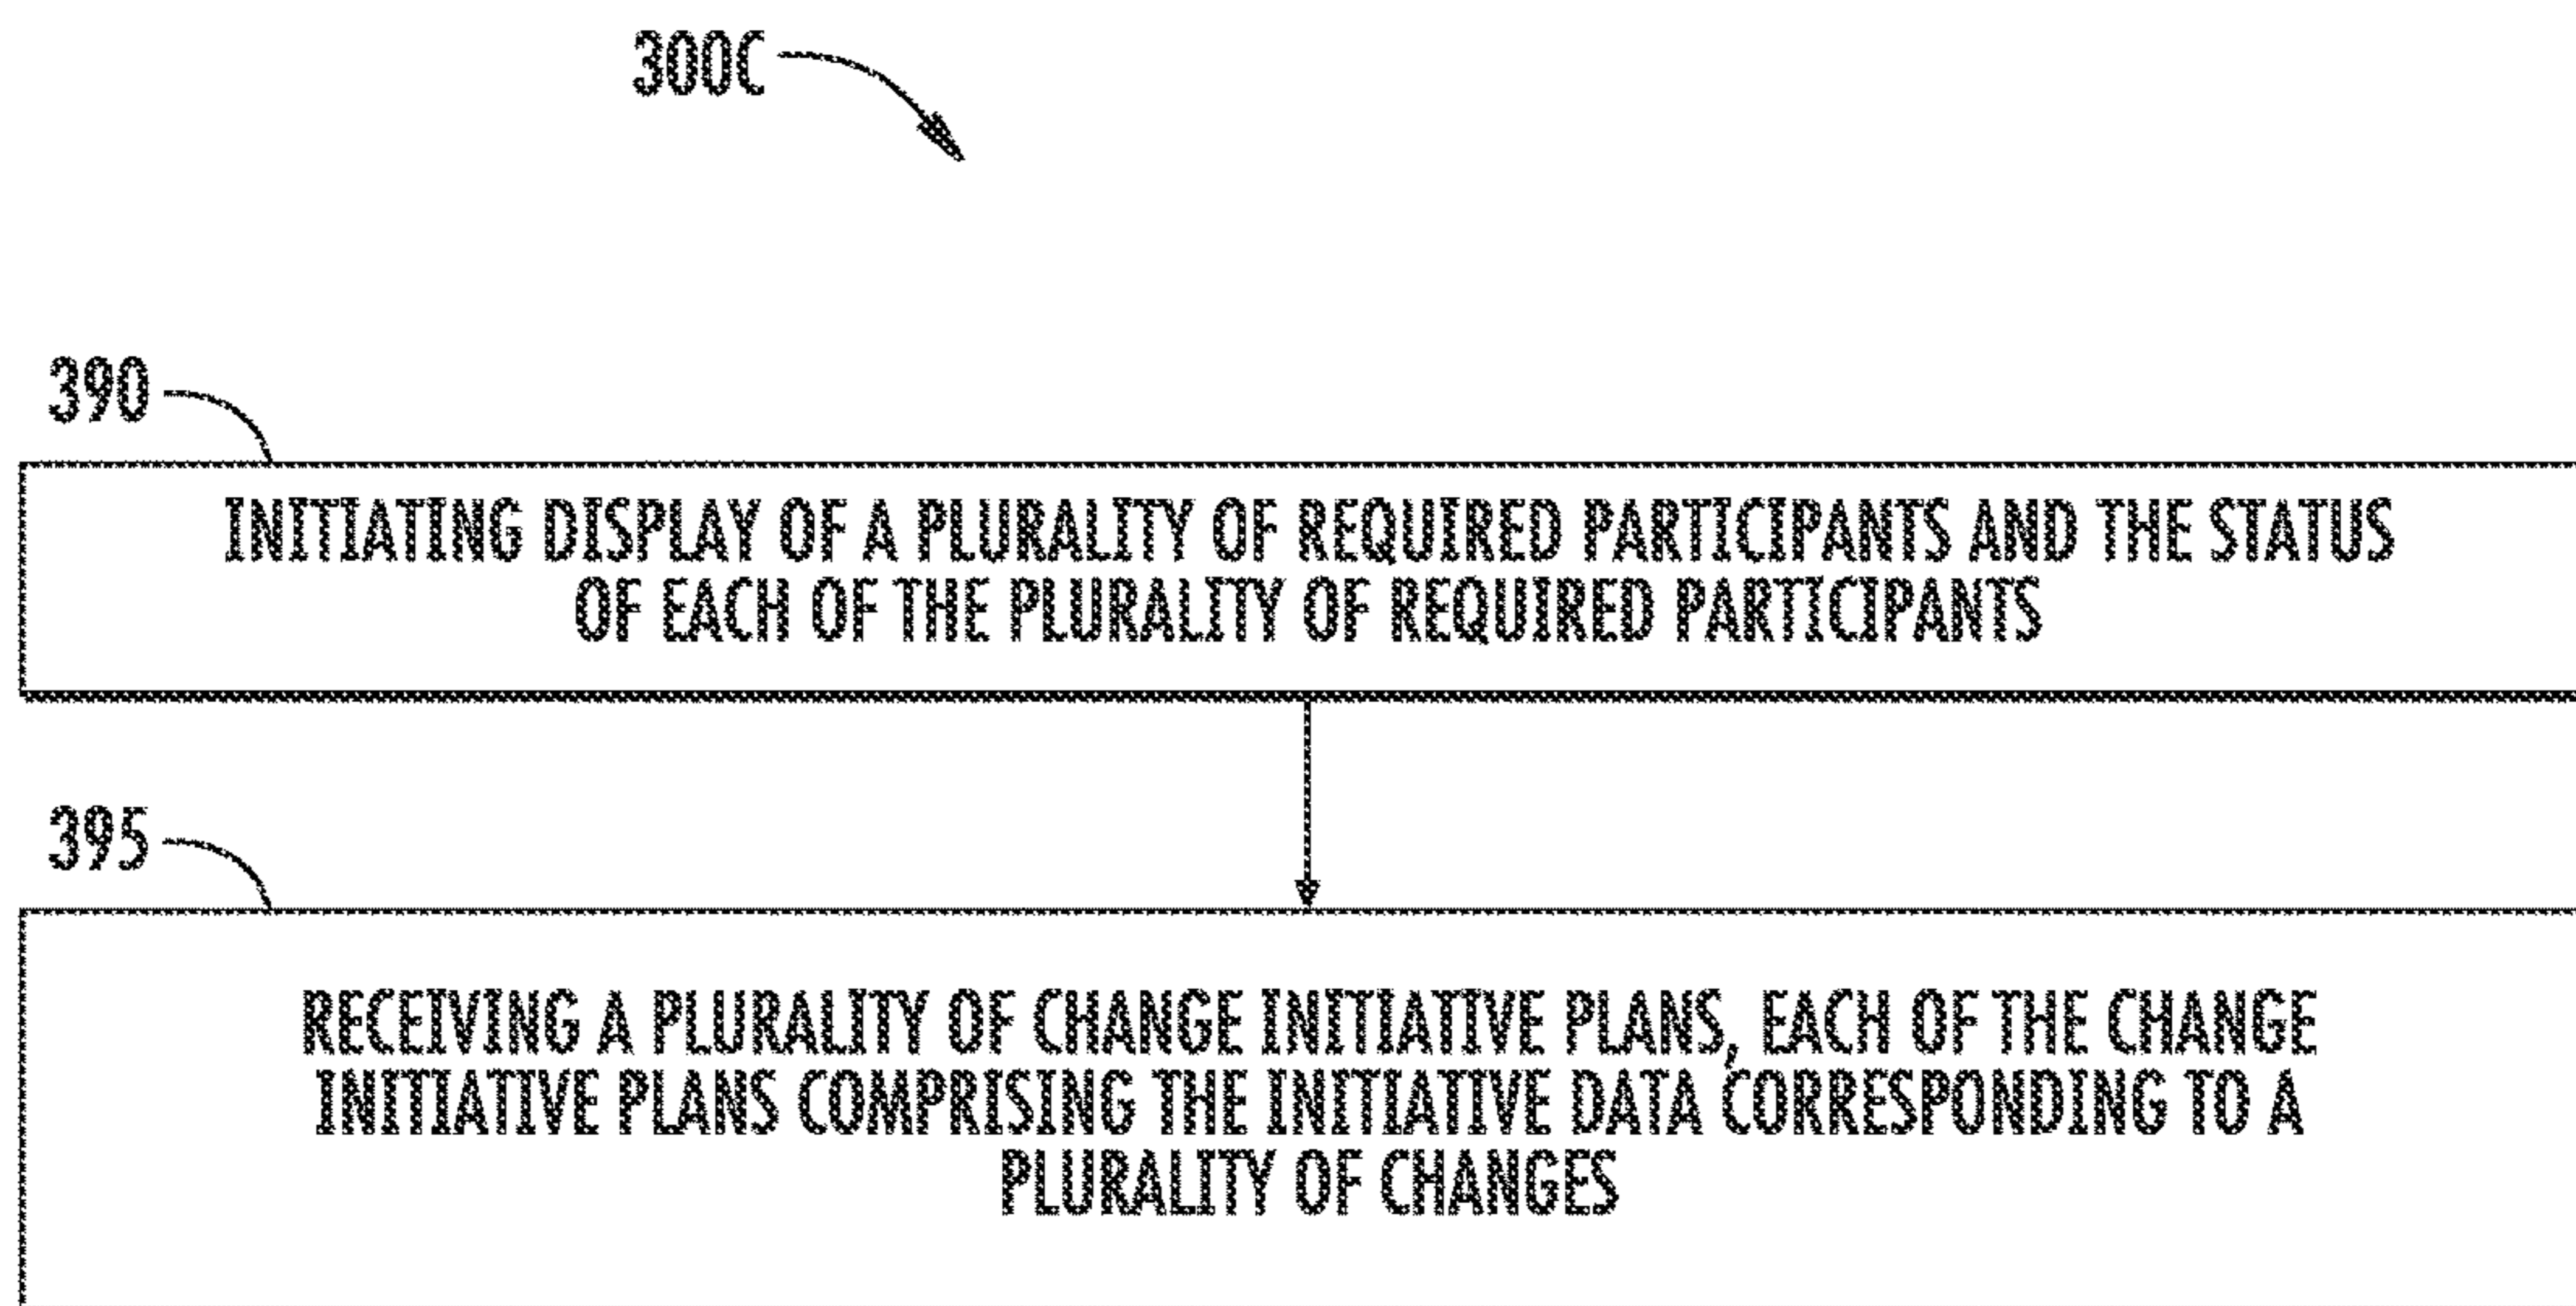 300C
390
INITIATING DISPLAY OF A PLURALITY OF REQUIRED PARTICIPANTS AND THE STATUS
OF EACH OF THE PLURALITY OF REQUIRED PARTICIPANTS
395
RECEIVING A PLURALITY OF CHANGE INITIATIVE PLANS, EACH OF THE CHANGE
INITIATIVE PLANS COMPRISING THE INITIATIVE DATA CORRESPONDING TO A
PLURALITY OF CHANGES